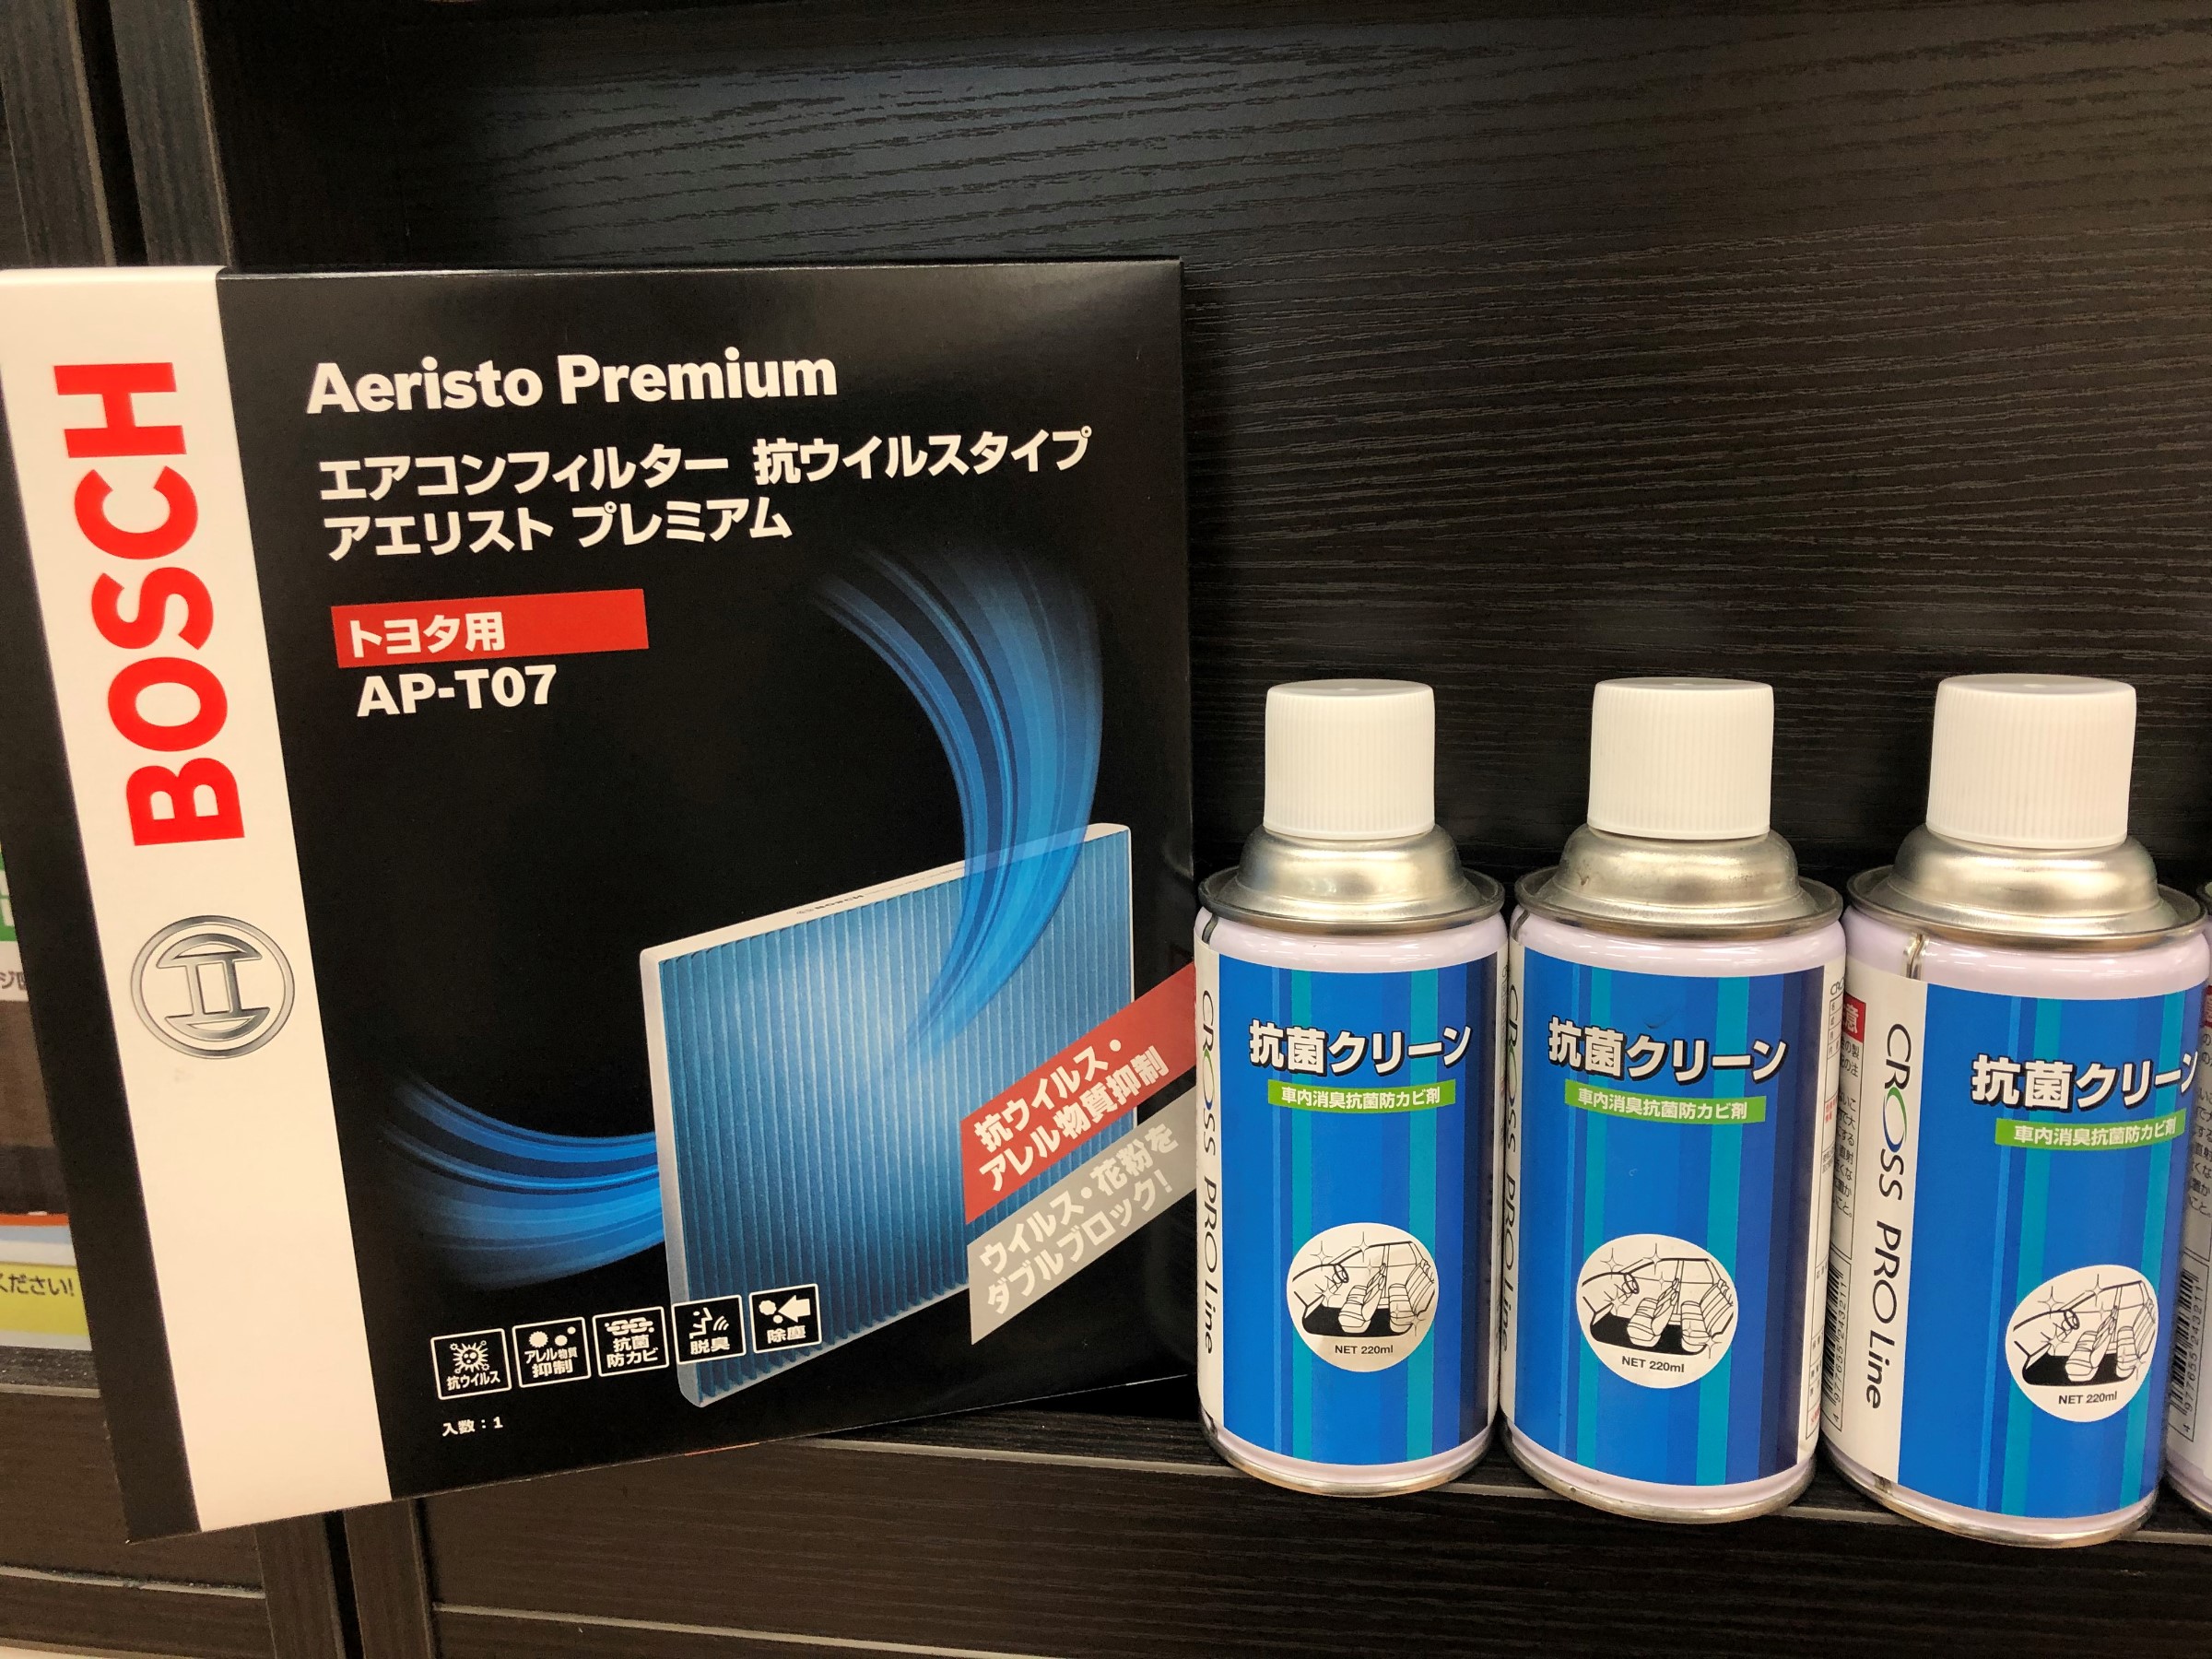 BOSCH
Aeristo Premium
エアコンフィルター 抗ウイルスタイプ
アエリスト プレミアム
トヨタ用
AP-T07
抗ウイルス・
アレル物質抑制
ウイルス・花粉を
ダブルブロック!
抗ウイルス
アレル物質
抑制
抗菌
防カビ
脱臭
除塵
入数:1
ください!
CROSS PRO Line
抗菌クリーン
車内消臭抗菌防カビ剤
NET 220ml
CROSS PRO Line
抗菌クリーン
車内消臭抗菌防カビ剤
NET 220ml
CROSS PRO Line
抗菌クリーン
車内消臭抗菌防カビ剤
NET 220ml